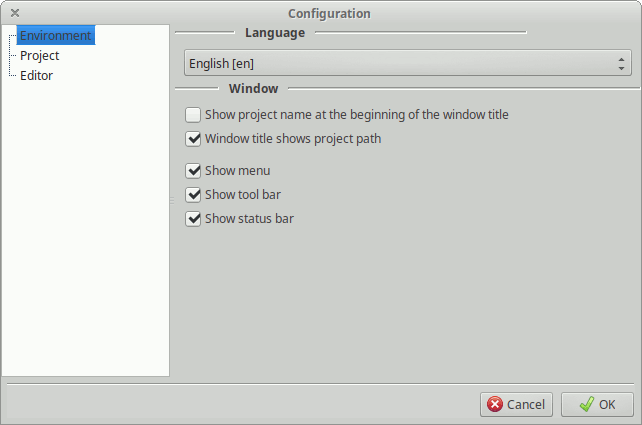 Configuration
Environment
Project
Editor
Language
English [en]
Window
Show project name at the beginning of the window title
Window title shows project path
Show menu
Show tool bar
Show status bar
Cancel
OK